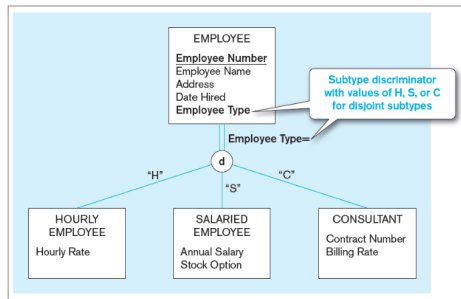 EMPLOYEE
Employee Number
Employee Name
Address
Date Hired
Employee Type
Subtype discriminator
with values of H, S, or C
for disjoint subtypes
Employee Type=
d
“H”
“S”
“C”
HOURLY
EMPLOYEE
Hourly Rate
SALARIED
EMPLOYEE
Annual Salary
Stock Option
CONSULTANT
Contract Number
Billing Rate